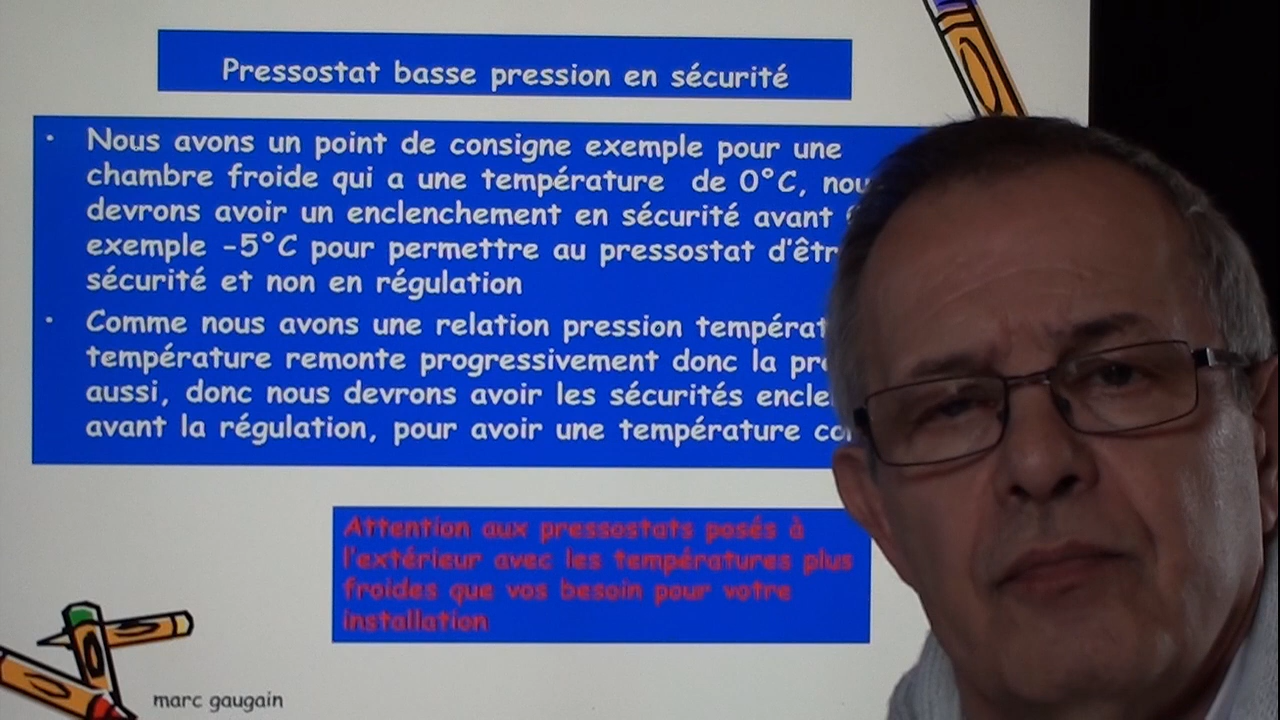 Pressostat basse pression en sécurité
• Nous avons un point de consigne exemple pour une
chambre froide qui a une température de 0°C,
devrons avoir un enclenchement en sécurité avant
exemple -5°C pour permettre au pressostat
sécurité et non en régulation
• Comme nous avons une relation pression
température remonte progressivement donc la
aussi, donc nous devrons avoir les sécurités
avant la régulation, pour avoir une température
Attention aux pressostats posés à
l'extérieur avec les températures plus
froides que vos besoin pour votre
installation
marc gaugain